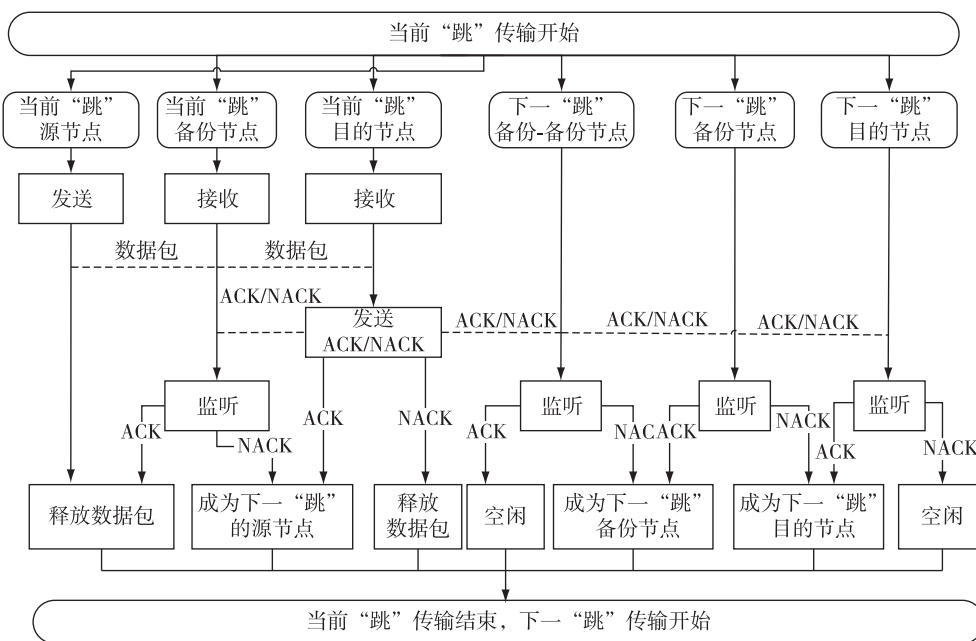 当前“跳”传输开始
当前“跳”
源节点
当前“跳”
备份节点
当前“跳”
目的节点
下一“跳”
备份-备份节点
下一“跳”
备份节点
下一“跳”
目的节点
发送
接收
接收
数据包
数据包
ACK/NACK
发送
ACK/NACK
ACK/NACK
ACK/NACK
ACK/NACK
监听
监听
监听
监听
ACK
NACK
ACK
NACK
ACK
NAC
ACK
NACK
ACK
NACK
释放数据包
成为下一“跳”
的源节点
释放
数据包
空闲
成为下一“跳”
备份节点
成为下一“跳”
目的节点
空闲
当前“跳”传输结束，下一“跳”传输开始